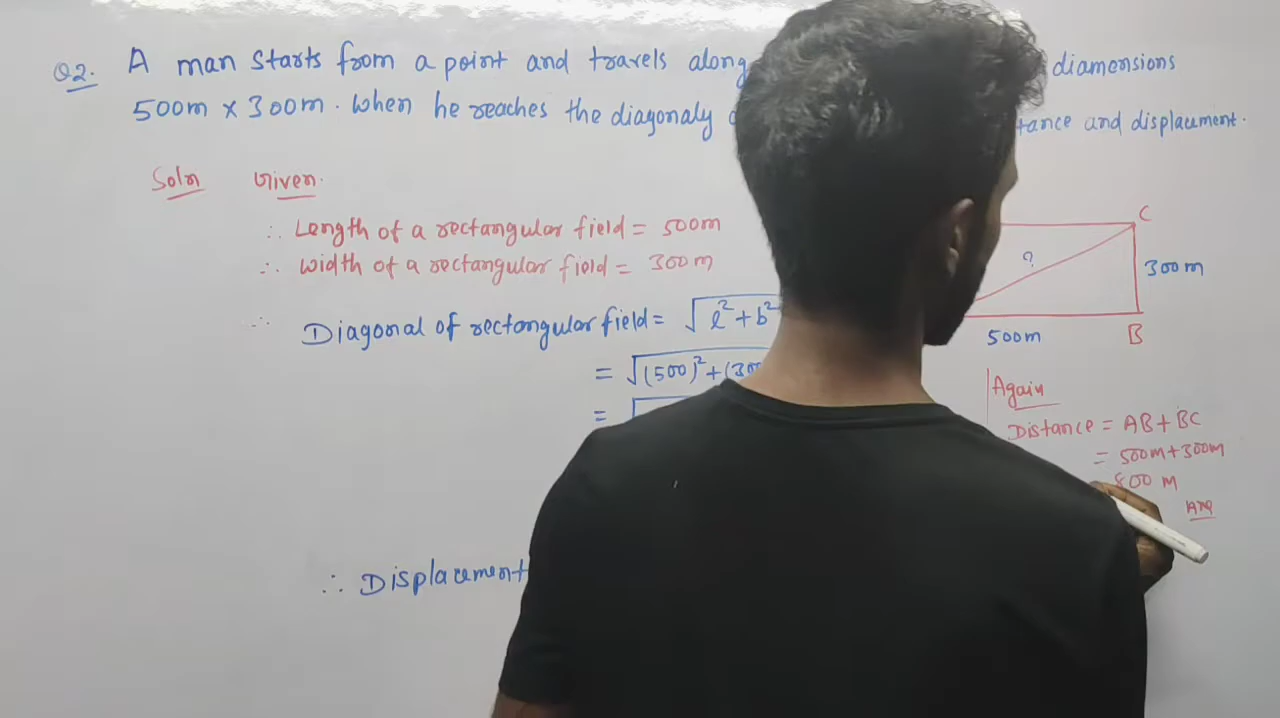 Q2. A man starts from a point and travels along diamensions
500m × 300m. When he reaches the diagonaly and displacment.
Soln Given.
∴ Length of a rectangular field = 500m
∴ width of a rectangular field = 300m
∴ Diagonal of rectangular field = √l²+b²
= √(500)²+(300
=
∴ Displacement
C
?
300m
500m
B
Again
Distance = AB+BC
= 500m+300m
800 m
Ans